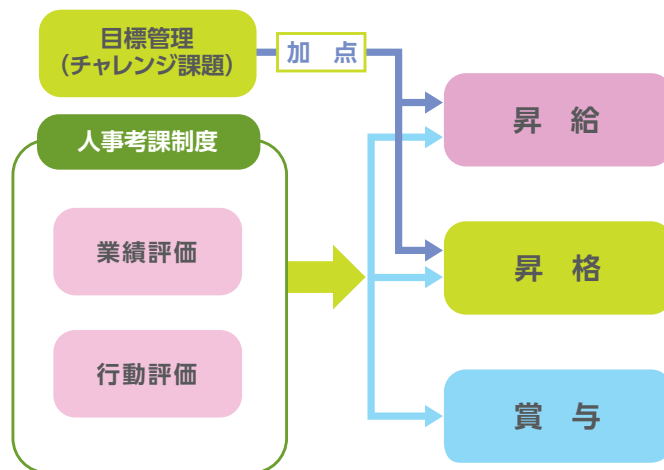 目標管理
（チャレンジ課題）
加 点
人事考課制度
業績評価
行動評価
昇 給
昇 格
賞 与